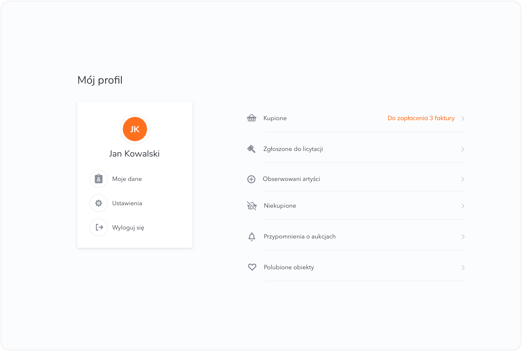 Mój profil
JK
Jan Kowalski
Moje dane
Ustawienia
Wyloguj się
Kupione
Do zapłacenia 3 faktury
Zgłoszone do licytacji
Obserwowani artyści
Niekupione
Przypomnienia o aukcjach
Polubione obiekty